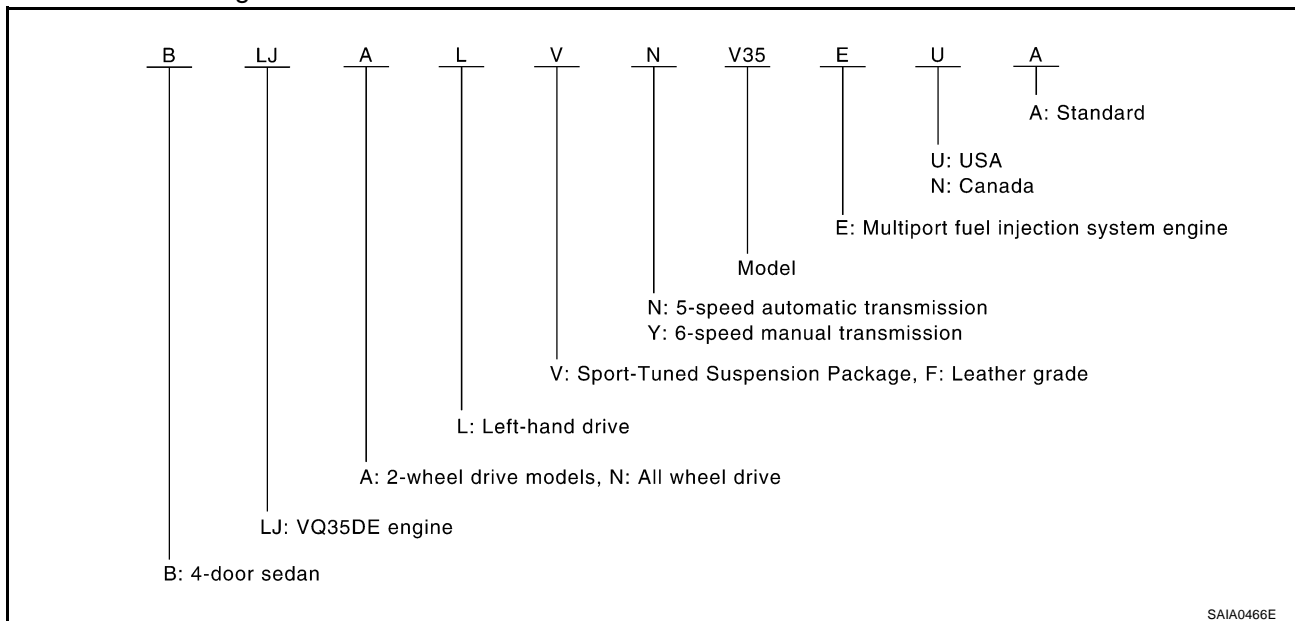 B LJ A L V N V35 E U A
A: Standard
U: USA
N: Canada
E: Multiport fuel injection system engine
Model
N: 5-speed automatic transmission
Y: 6-speed manual transmission
V: Sport-Tuned Suspension Package, F: Leather grade
L: Left-hand drive
A: 2-wheel drive models, N: All wheel drive
LJ: VQ35DE engine
B: 4-door sedan
SAIA0466E